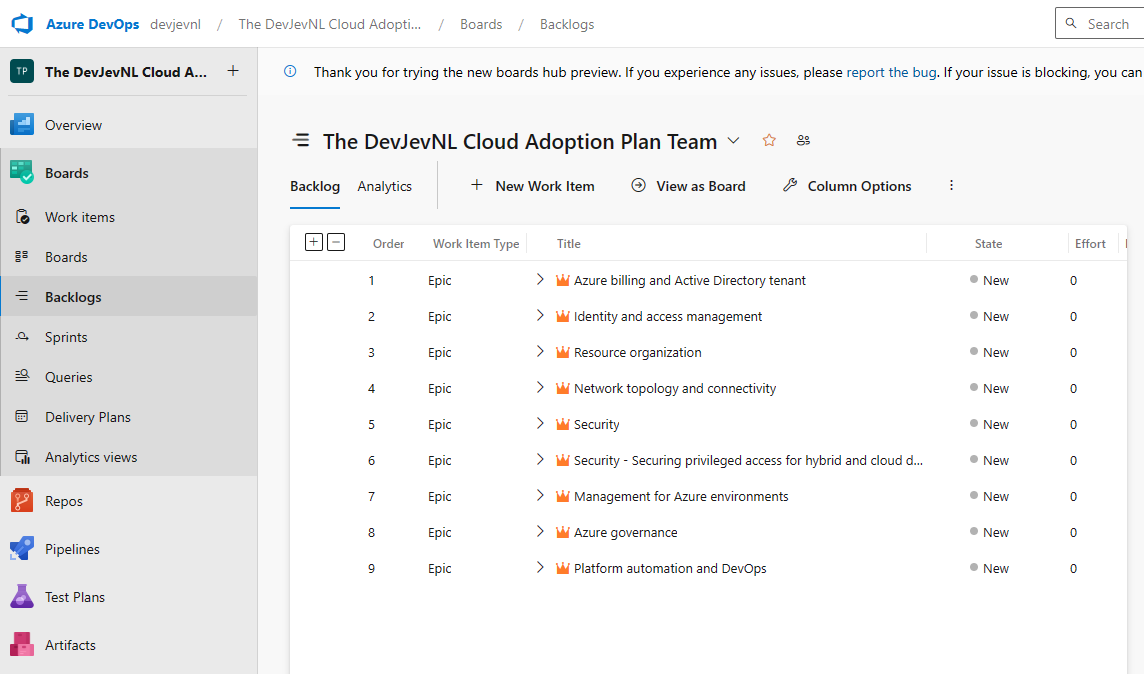 Azure DevOps devjevnl / The DevJevNL Cloud Adopti... / Boards / Backlogs
Search
TP The DevJevNL Cloud A... +
Overview
Boards
Work items
Boards
Backlogs
Sprints
Queries
Delivery Plans
Analytics views
Repos
Pipelines
Test Plans
Artifacts
Thank you for trying the new boards hub preview. If you experience any issues, please report the bug. If your issue is blocking, you can
The DevJevNL Cloud Adoption Plan Team
Backlog Analytics + New Work Item View as Board Column Options
+ − Order Work Item Type Title State Effort
1 Epic Azure billing and Active Directory tenant New 0
2 Epic Identity and access management New 0
3 Epic Resource organization New 0
4 Epic Network topology and connectivity New 0
5 Epic Security New 0
6 Epic Security - Securing privileged access for hybrid and cloud d... New 0
7 Epic Management for Azure environments New 0
8 Epic Azure governance New 0
9 Epic Platform automation and DevOps New 0